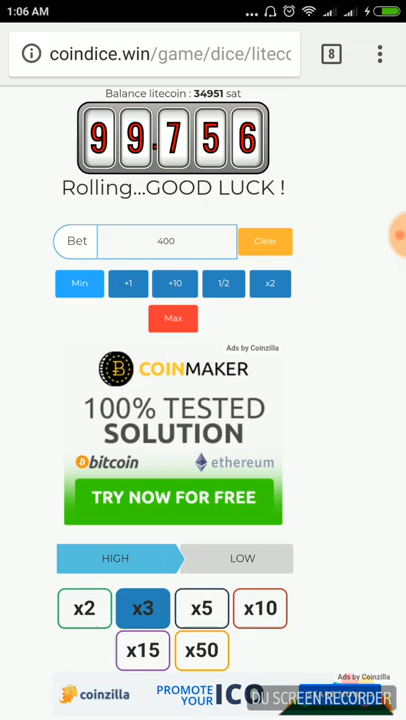 1:06 AM
coindice.win/game/dice/litec
8
Balance litecoin : 34951 sat
99.756
Rolling...GOOD LUCK !
Bet 400 Clear
Min +1 +10 1/2 x2
Max
Ads by Coinzilla
COINMAKER
100% TESTED
SOLUTION
bitcoin ethereum
TRY NOW FOR FREE
HIGH LOW
x2 x3 x5 x10
x15 x50
Ads by Coinzilla
coinzilla PROMOTE YOUR ICO
DU SCREEN RECORDER